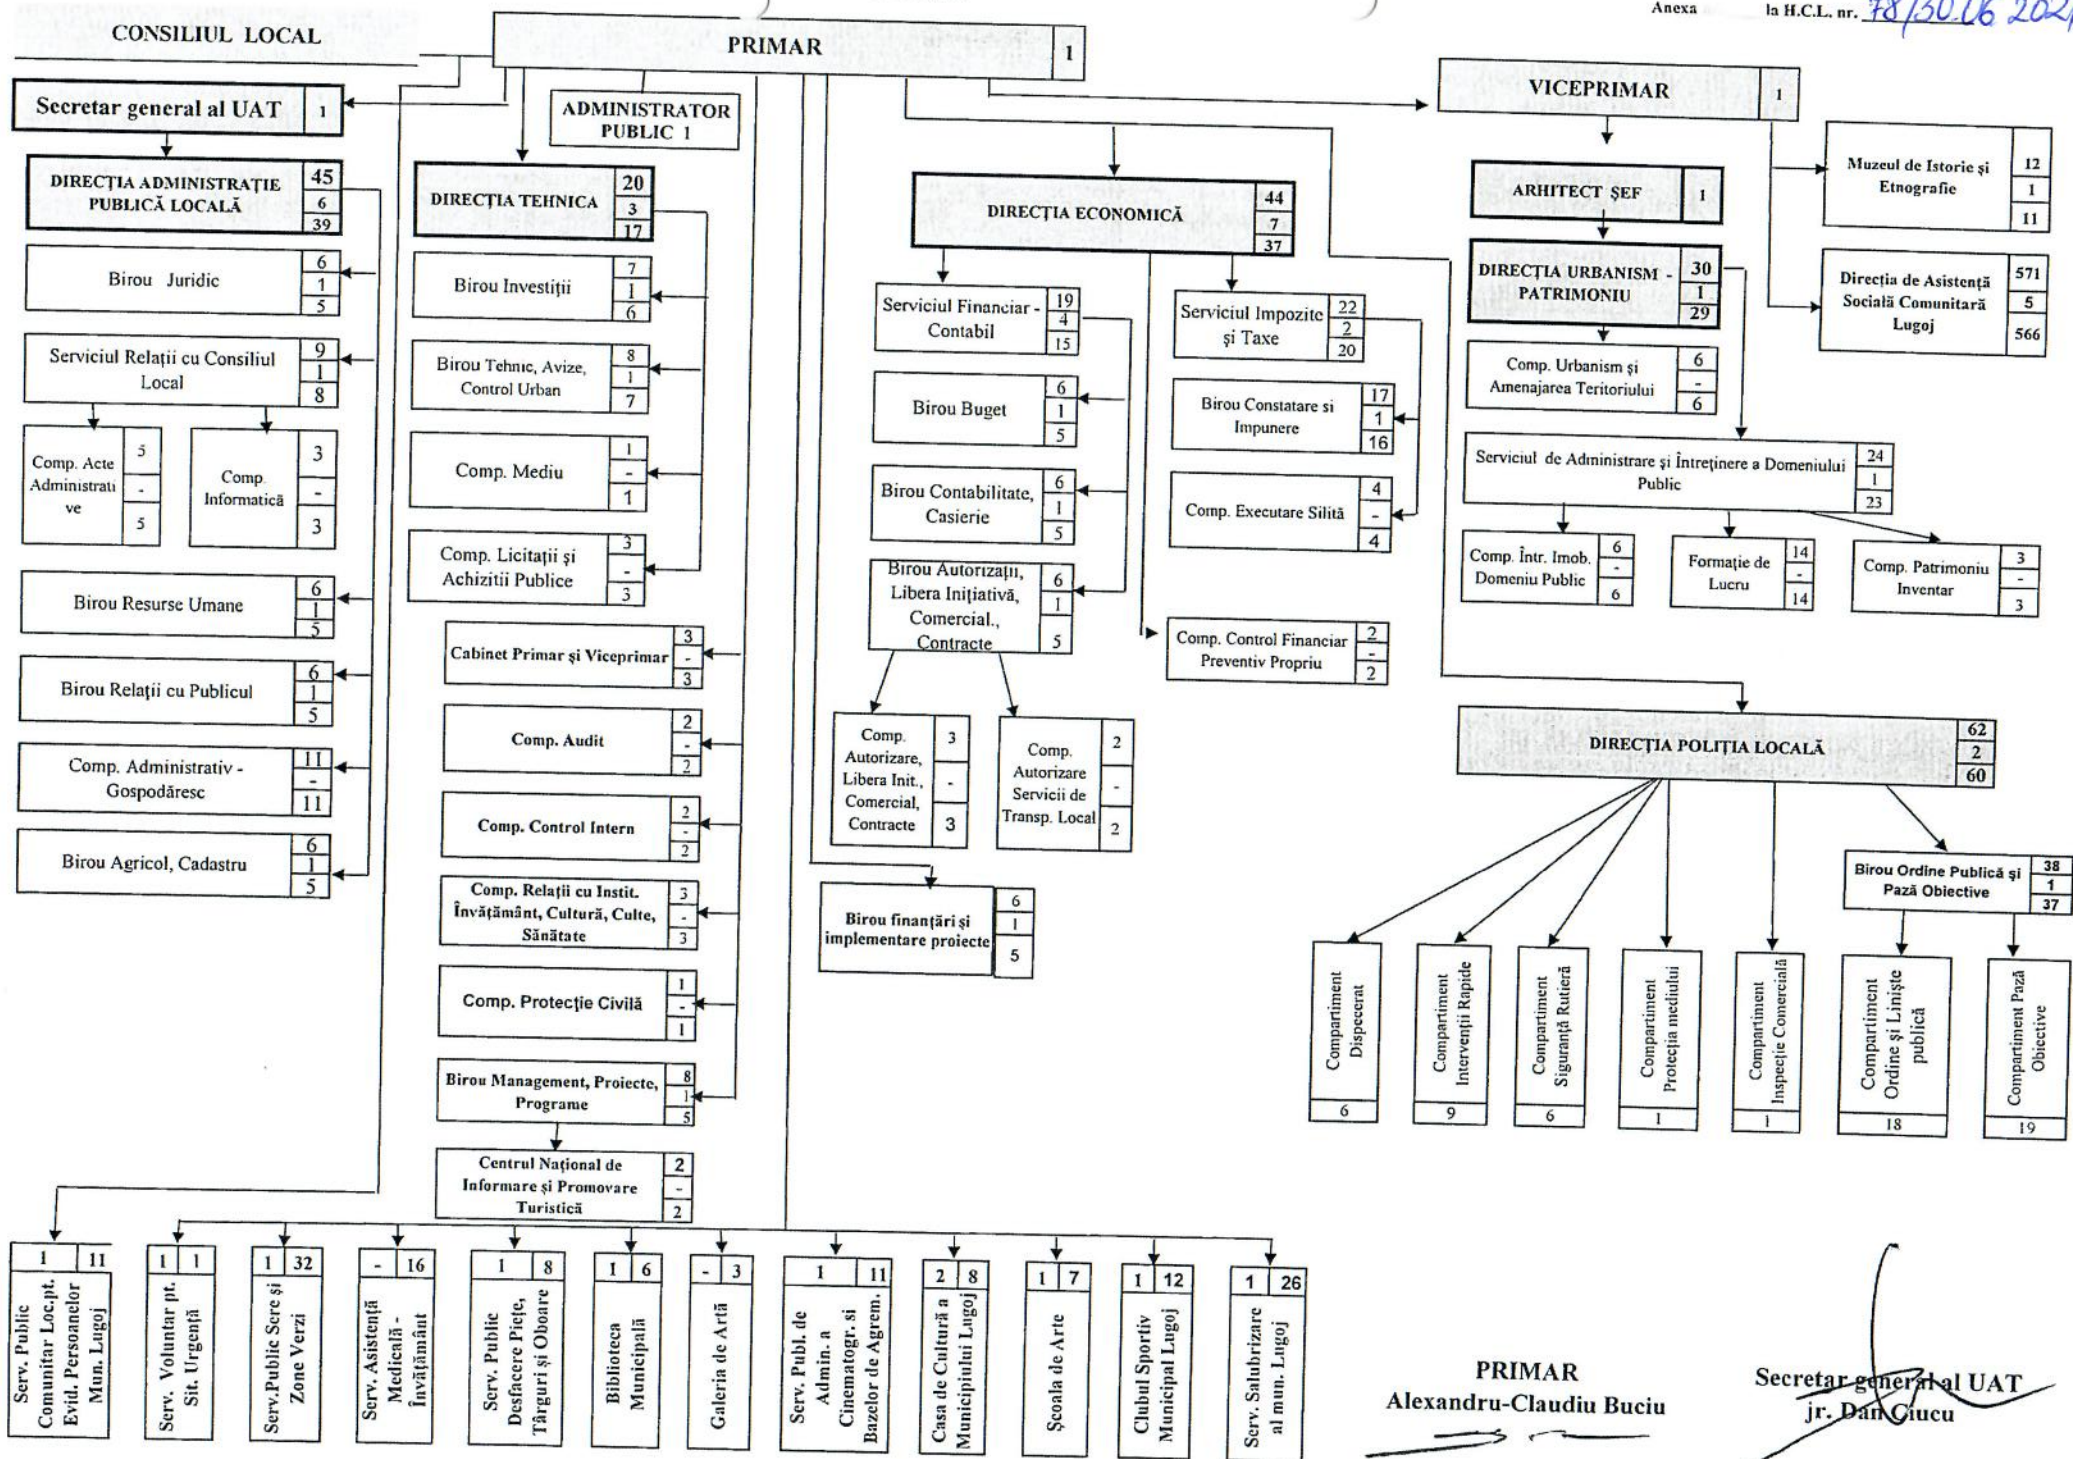 Anexa la H.C.L. nr. 78/30.06 2021
CONSILIUL LOCAL
PRIMAR
1
VICEPRIMAR
1
Secretar general al UAT
1
ADMINISTRATOR
PUBLIC 1
DIRECȚIA ADMINISTRAȚIE
PUBLICĂ LOCALĂ
45
6
39
Birou Juridic
6
1
5
Serviciul Relații cu Consiliul
Local
9
1
8
Comp. Acte
Administrati
ve
5
-
5
Comp.
Informatică
3
-
3
Birou Resurse Umane
6
1
5
Birou Relații cu Publicul
6
1
5
Comp. Administrativ -
Gospodăresc
11
-
11
Birou Agricol, Cadastru
6
1
5
DIRECȚIA TEHNICA
20
3
17
Birou Investiții
7
1
6
Birou Tehnic, Avize,
Control Urban
8
1
7
Comp. Mediu
1
-
1
Comp. Licitații și
Achizitii Publice
3
-
3
Cabinet Primar și Viceprimar
3
-
3
Comp. Audit
2
-
2
Comp. Control Intern
2
-
2
Comp. Relații cu Instit.
Învățământ, Cultură, Culte,
Sănătate
3
-
3
Comp. Protecție Civilă
1
-
1
Birou Management, Proiecte,
Programe
8
1
5
Centrul Național de
Informare și Promovare
Turistică
2
-
2
DIRECȚIA ECONOMICĂ
44
7
37
Serviciul Financiar -
Contabil
19
4
15
Birou Buget
6
1
5
Birou Contabilitate,
Casierie
6
1
5
Birou Autorizații,
Libera Inițiativă,
Comercial.,
Contracte
6
1
5
Comp.
Autorizare,
Libera Init.,
Comercial,
Contracte
3
-
3
Comp.
Autorizare
Servicii de
Transp. Local
2
-
2
Birou finanțări și
implementare proiecte
6
1
5
Serviciul Impozite
și Taxe
22
2
20
Birou Constatare si
Impunere
17
1
16
Comp. Executare Silită
4
-
4
Comp. Control Financiar
Preventiv Propriu
2
-
2
ARHITECT ȘEF
1
DIRECȚIA URBANISM -
PATRIMONIU
30
1
29
Comp. Urbanism și
Amenajarea Teritoriului
6
-
6
Serviciul de Administrare și Întreținere a Domeniului
Public
24
1
23
Comp. Într. Imob.
Domeniu Public
6
-
6
Formație de
Lucru
14
-
14
Comp. Patrimoniu
Inventar
3
-
3
Muzeul de Istorie și
Etnografie
12
1
11
Direcția de Asistență
Socială Comunitară
Lugoj
571
5
566
DIRECȚIA POLIȚIA LOCALĂ
62
2
60
Birou Ordine Publică și
Pază Obiective
38
1
37
Compartiment
Dispecerat
6
Compartiment
Intervenții Rapide
9
Compartiment
Siguranță Rutieră
6
Compartiment
Protecția mediului
1
Compartiment
Inspecție Comercială
1
Compartiment
Ordine și Liniște
publică
18
Compartiment Pază
Obiective
19
1 11
Serv. Public
Comunitar Loc.pt.
Evid. Persoanelor
Mun. Lugoj
1 1
Serv. Voluntar pt.
Sit. Urgență
1 32
Serv.Public Sere și
Zone Verzi
- 16
Serv. Asistență
Medicală -
Învățământ
1 8
Serv. Public
Desfacere Piețe,
Târguri și Oboare
1 6
Biblioteca
Municipală
- 3
Galeria de Artă
1 11
Serv. Publ. de
Admin. a
Cinematogr. si
Bazelor de Agrem.
2 8
Casa de Cultură a
Municipiului Lugoj
1 7
Școala de Arte
1 12
Clubul Sportiv
Municipal Lugoj
1 26
Serv. Salubrizare
al mun. Lugoj
PRIMAR
Alexandru-Claudiu Buciu
Secretar general al UAT
jr. Dan Ciucu